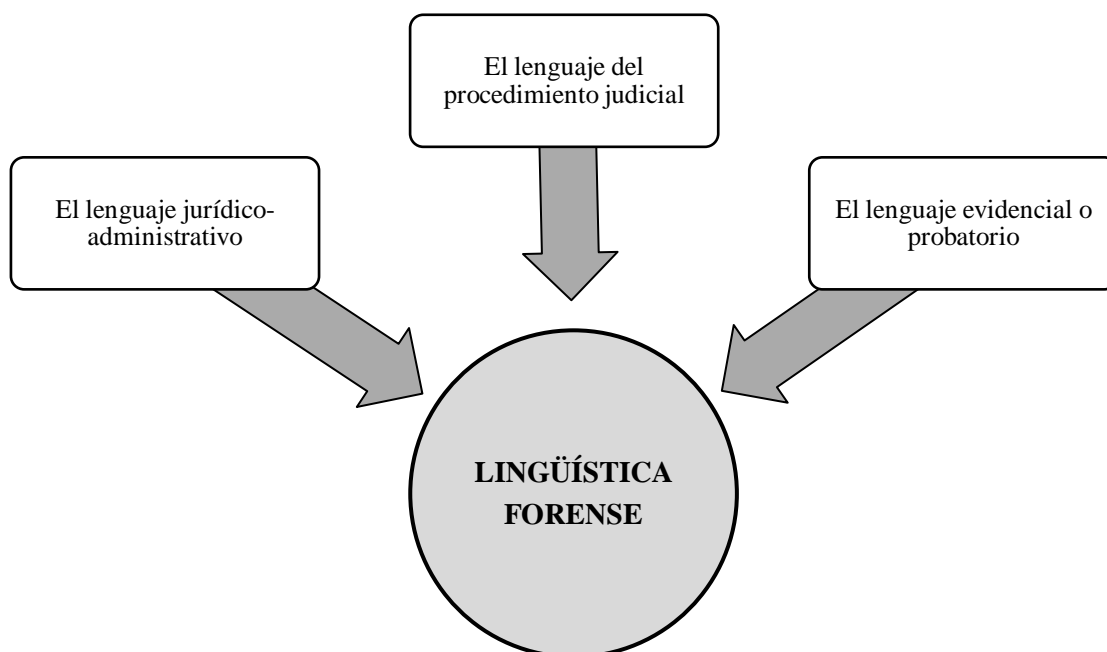 El lenguaje del
procedimiento judicial
El lenguaje jurídico-
administrativo
El lenguaje evidencial o
probatorio
LINGÜÍSTICA
FORENSE